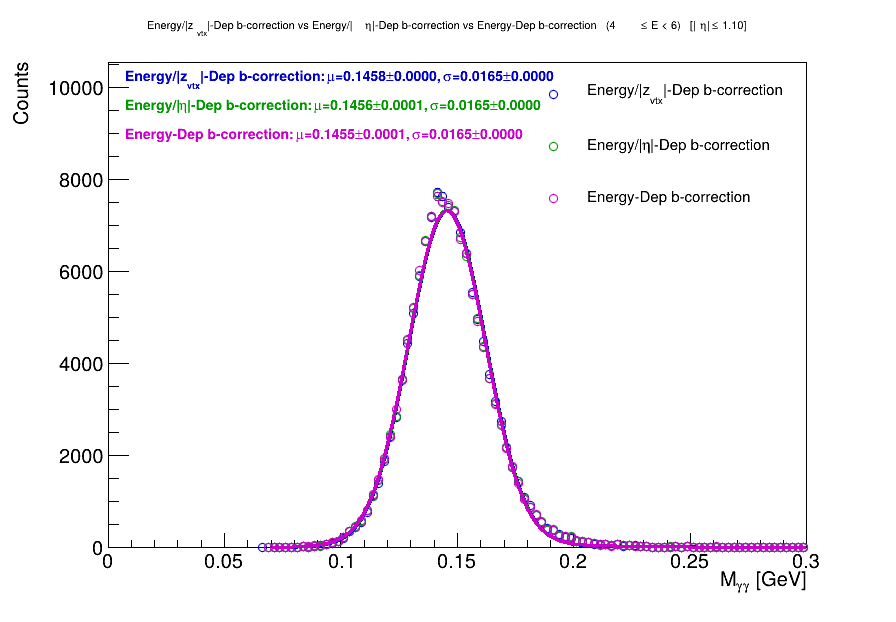 Energy/|z vtx|-Dep b-correction vs Energy/| η|-Dep b-correction vs Energy-Dep b-correction (4 ≤ E < 6) [| η| ≤ 1.10]
Counts
Energy/|z vtx|-Dep b-correction: μ=0.1458±0.0000, σ=0.0165±0.0000
Energy/|η|-Dep b-correction: μ=0.1456±0.0001, σ=0.0165±0.0000
Energy-Dep b-correction: μ=0.1455±0.0001, σ=0.0165±0.0000
Energy/|z vtx|-Dep b-correction
Energy/|η|-Dep b-correction
Energy-Dep b-correction
10000
8000
6000
4000
2000
0
0 0.05 0.1 0.15 0.2 0.25 0.3
Mγγ [GeV]